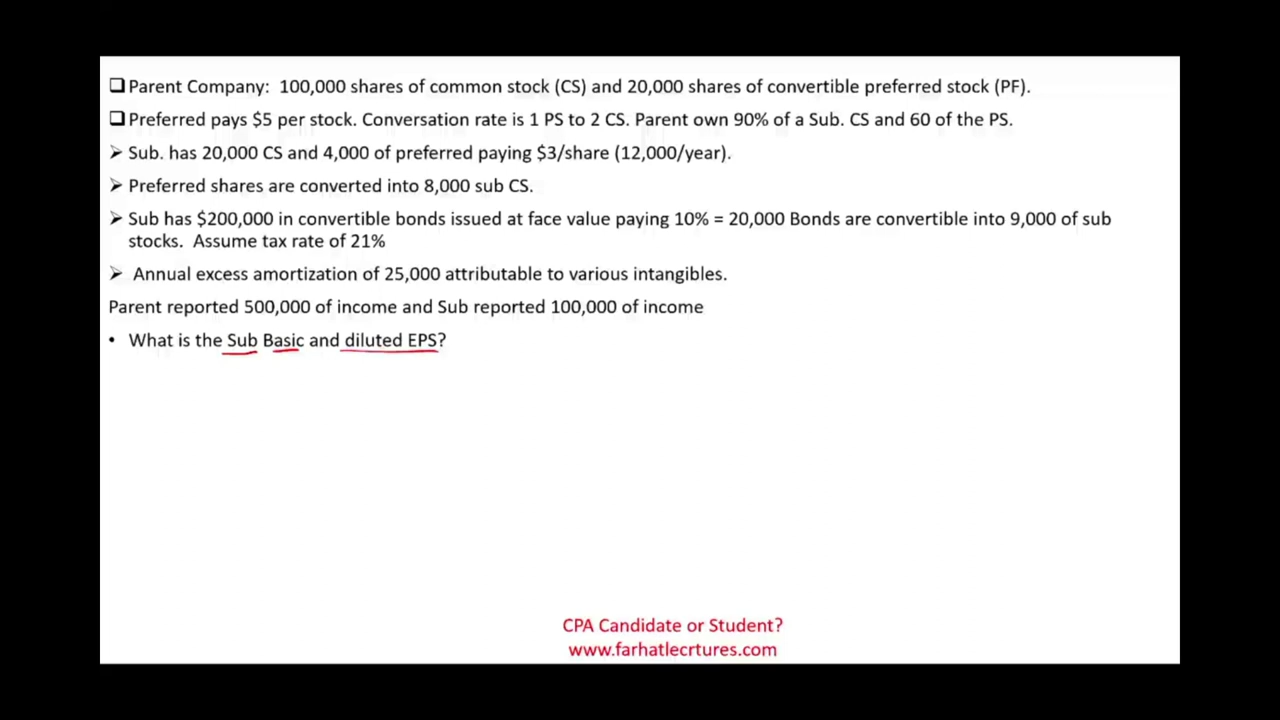 Parent Company: 100,000 shares of common stock (CS) and 20,000 shares of convertible preferred stock (PF).
Preferred pays $5 per stock. Conversation rate is 1 PS to 2 CS. Parent own 90% of a Sub. CS and 60 of the PS.
Sub. has 20,000 CS and 4,000 of preferred paying $3/share (12,000/year).
Preferred shares are converted into 8,000 sub CS.
Sub has $200,000 in convertible bonds issued at face value paying 10% = 20,000 Bonds are convertible into 9,000 of sub
stocks. Assume tax rate of 21%
Annual excess amortization of 25,000 attributable to various intangibles.
Parent reported 500,000 of income and Sub reported 100,000 of income
• What is the Sub Basic and diluted EPS?
CPA Candidate or Student?
www.farhatlecrtures.com